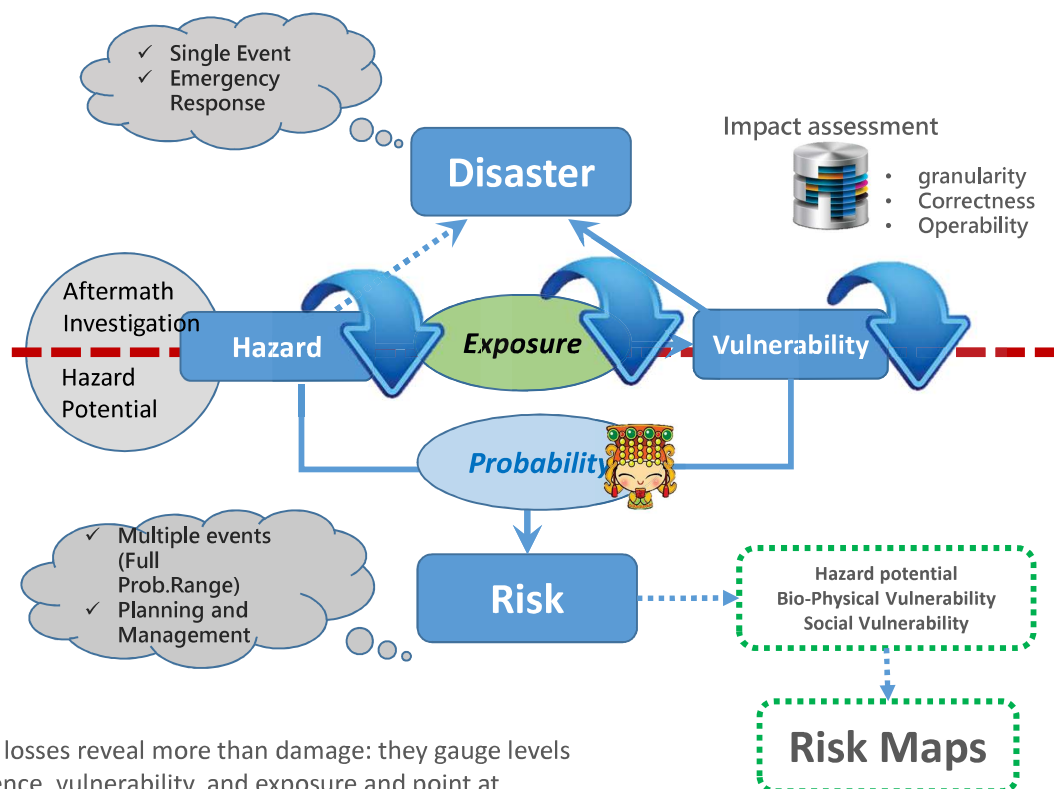 ✓ Single Event
✓ Emergency
Response
Disaster
Impact assessment
• granularity
• Correctness
• Operability
Aftermath
Investigation
Hazard
Potential
Hazard
Exposure
Vulnerability
Probability
✓ Multiple events
(Full
Prob.Range)
✓ Planning and
Management
Risk
Hazard potential
Bio-Physical Vulnerability
Social Vulnerability
Risk Maps
losses reveal more than damage: they gauge levels
vulnerability, and exposure and point at